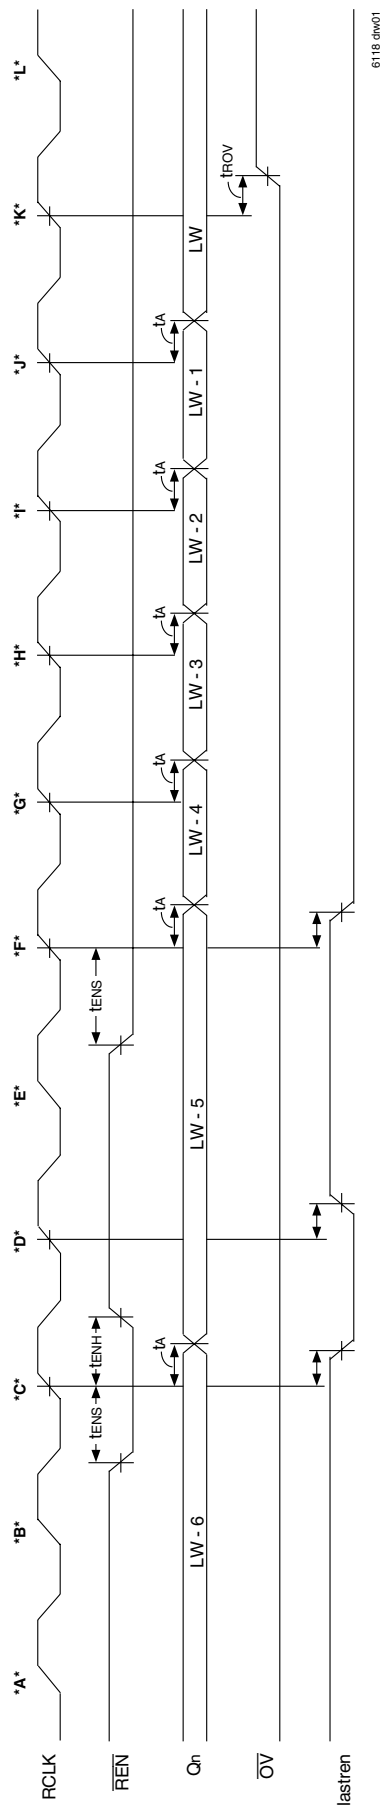 *A* *B* *C* *D* *E* *F* *G* *H* *I* *J* *K* *L*
RCLK
REN
tENS tENH tENS
Qn
LW - 6 tA LW - 5 tA LW - 4 tA LW - 3 tA LW - 2 tA LW - 1 tA LW
OV
tROV
lastren
6118 drw01